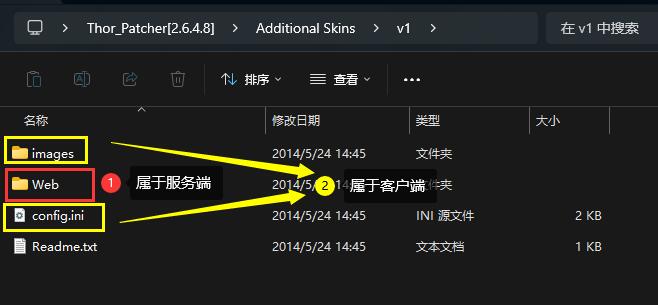 Thor_Patcher[2.6.4.8] > Additional Skins > v1 >
在 v1 中搜索
排序
查看
名称 修改日期 类型 大小
images 2014/5/24 14:45 文件夹
Web 1 属于服务端 2014/5/24 14:45 2 属于客户端 文件夹
config.ini 2014/5/24 14:45 INI 源文件 2 KB
Readme.txt 2014/5/24 14:45 文本文档 1 KB